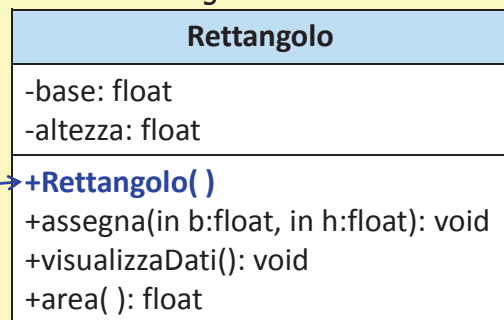 Rettangolo
-base: float
-altezza: float
+Rettangolo( )
+assegna(in b:float, in h:float): void
+visualizzaDati(): void
+area( ): float